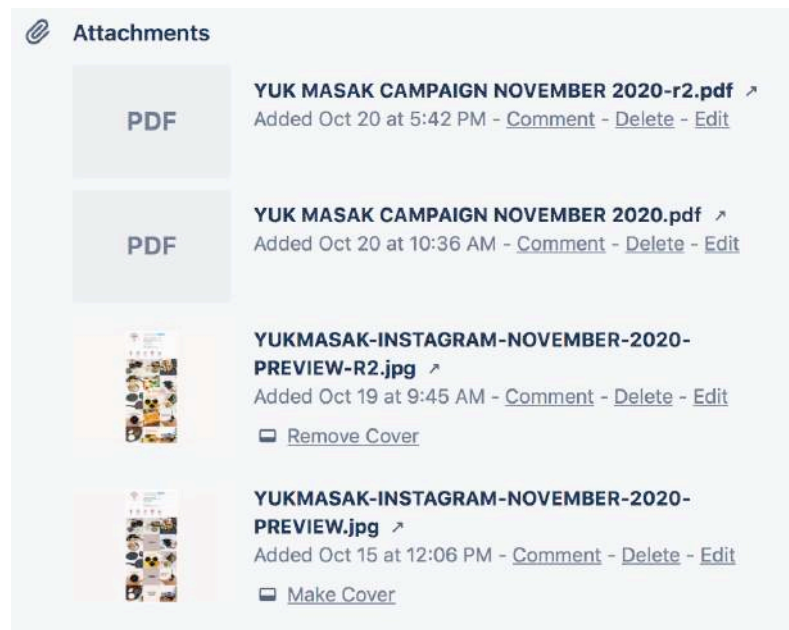 Attachments
PDF
YUK MASAK CAMPAIGN NOVEMBER 2020-r2.pdf ↗
Added Oct 20 at 5:42 PM - Comment - Delete - Edit
PDF
YUK MASAK CAMPAIGN NOVEMBER 2020.pdf ↗
Added Oct 20 at 10:36 AM - Comment - Delete - Edit
YUKMASAK-INSTAGRAM-NOVEMBER-2020-
PREVIEW-R2.jpg ↗
Added Oct 19 at 9:45 AM - Comment - Delete - Edit
Remove Cover
YUKMASAK-INSTAGRAM-NOVEMBER-2020-
PREVIEW.jpg ↗
Added Oct 15 at 12:06 PM - Comment - Delete - Edit
Make Cover